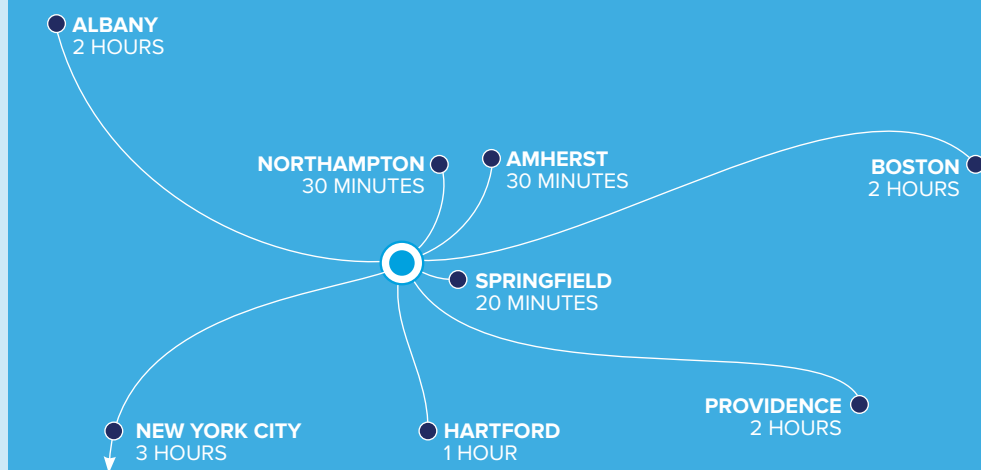 ALBANY
2 HOURS
NORTHAMPTON
30 MINUTES
AMHERST
30 MINUTES
BOSTON
2 HOURS
SPRINGFIELD
20 MINUTES
PROVIDENCE
2 HOURS
NEW YORK CITY
3 HOURS
HARTFORD
1 HOUR